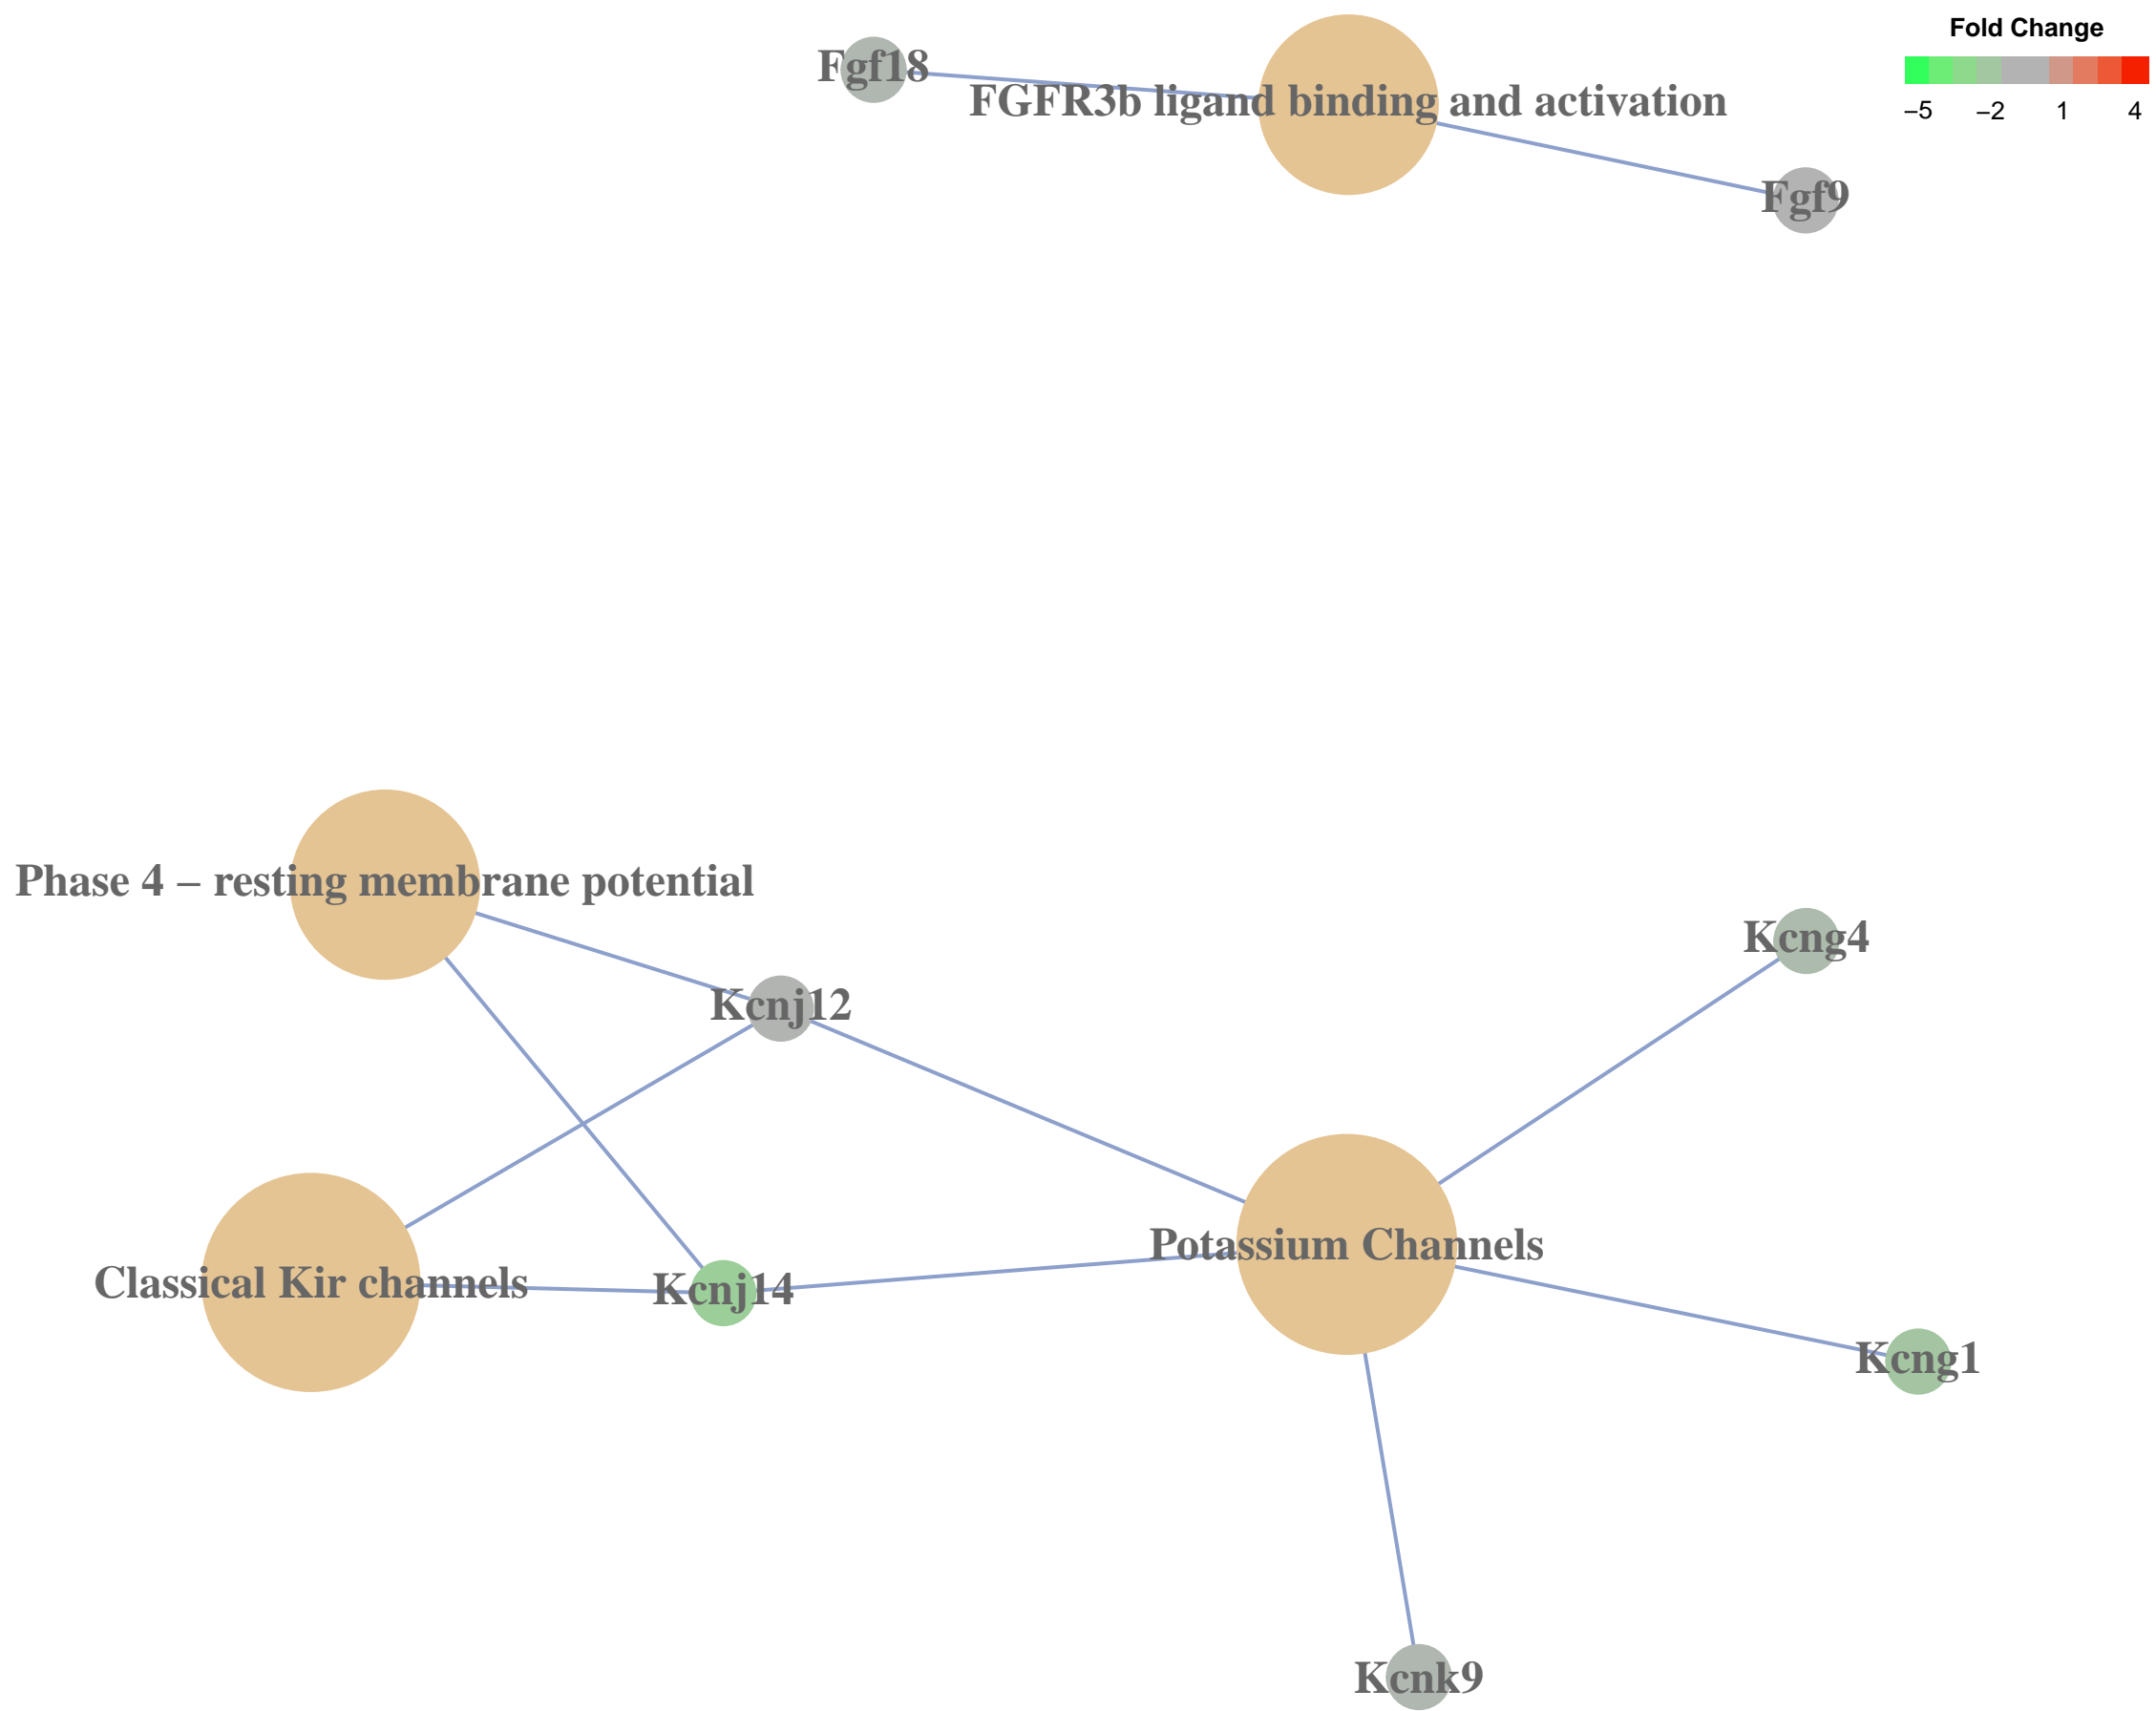 Fold Change
–5 –2 1 4
Fgf18
FGFR3b ligand binding and activation
Fgf9
Phase 4 – resting membrane potential
Kcng4
Kcnj12
Potassium Channels
Classical Kir channels
Kcnj14
Kcng1
Kcnk9